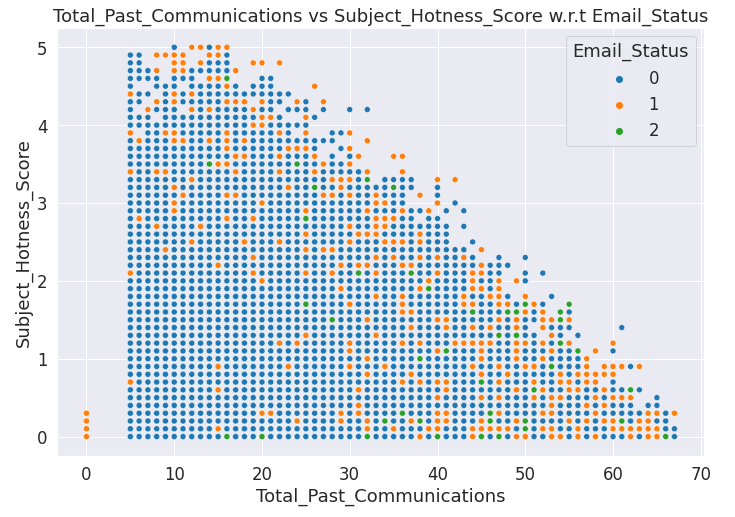 Total_Past_Communications vs Subject_Hotness_Score w.r.t Email_Status
Email_Status
0
1
2
Subject_Hotness_Score
5
4
3
2
1
0
0 10 20 30 40 50 60 70
Total_Past_Communications